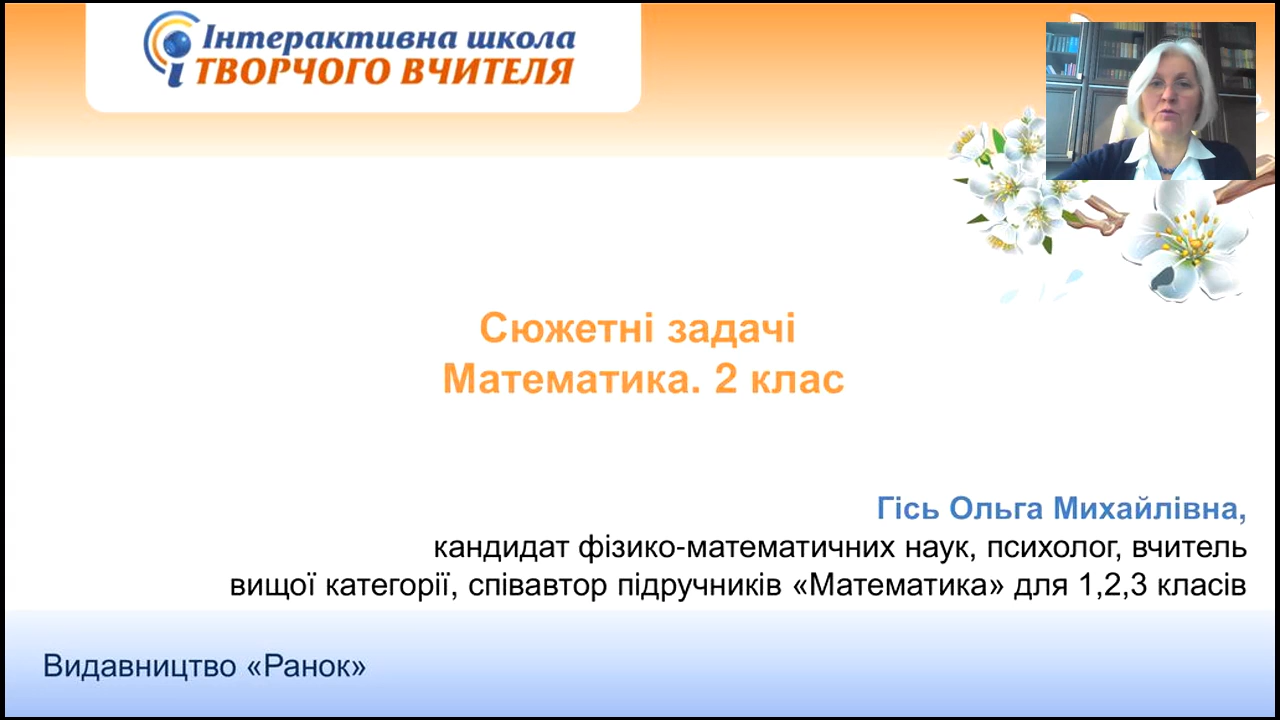 Інтерактивна школа
ТВОРЧОГО ВЧИТЕЛЯ
Сюжетні задачі
Математика. 2 клас
Гісь Ольга Михайлівна,
кандидат фізико-математичних наук, психолог, вчитель
вищої категорії, співавтор підручників «Математика» для 1,2,3 класів
Видавництво «Ранок»